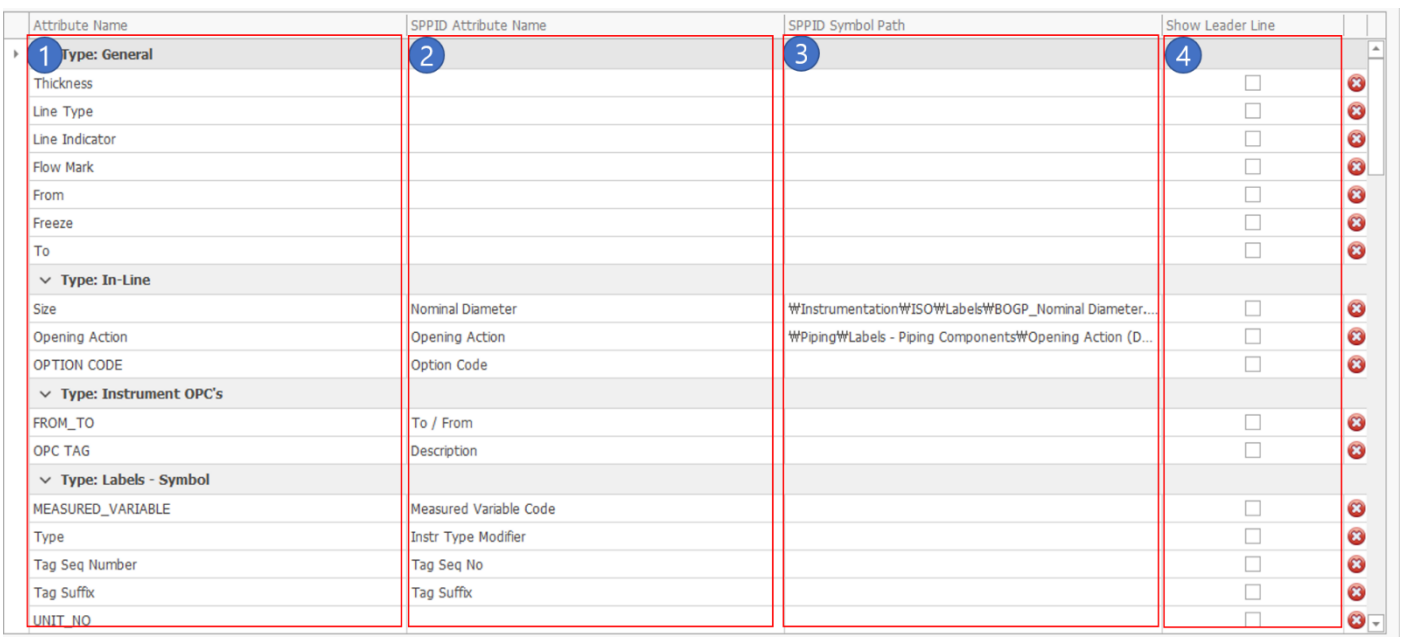 Attribute Name SPPID Attribute Name SPPID Symbol Path Show Leader Line
1 Type: General 2 3 4
Thickness
Line Type
Line Indicator
Flow Mark
From
Freeze
To
Type: In-Line
Size Nominal Diameter ₩Instrumentation₩ISO₩Labels₩BOGP_Nominal Diameter....
Opening Action Opening Action ₩Piping₩Labels - Piping Components₩Opening Action (D...
OPTION CODE Option Code
Type: Instrument OPC's
FROM_TO To / From
OPC TAG Description
Type: Labels - Symbol
MEASURED_VARIABLE Measured Variable Code
Type Instr Type Modifier
Tag Seq Number Tag Seq No
Tag Suffix Tag Suffix
UNIT_NO